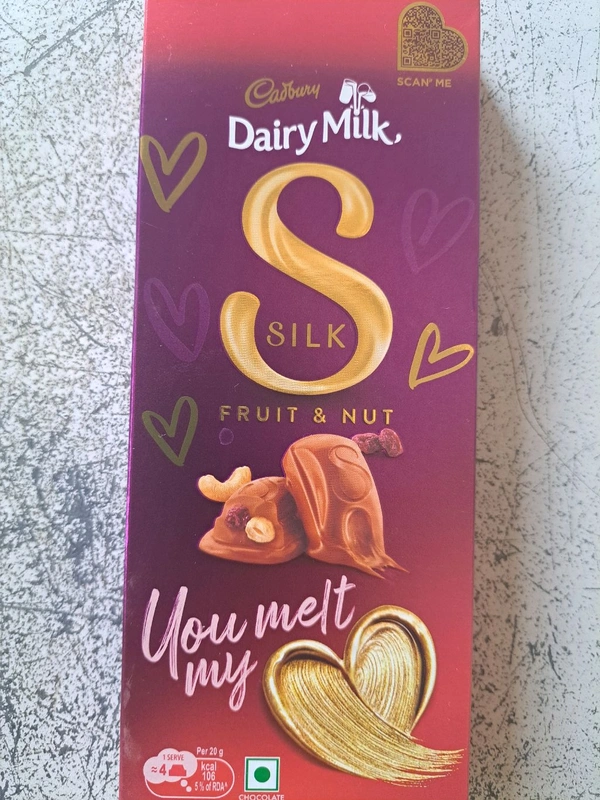 SCAN' ME
Cadbury
Dairy Milk
S
SILK
FRUIT & NUT
You melt
my
1 SERVE
≈4
Per 20 g
kcal
106
5% of RDA^
CHOCOLATE